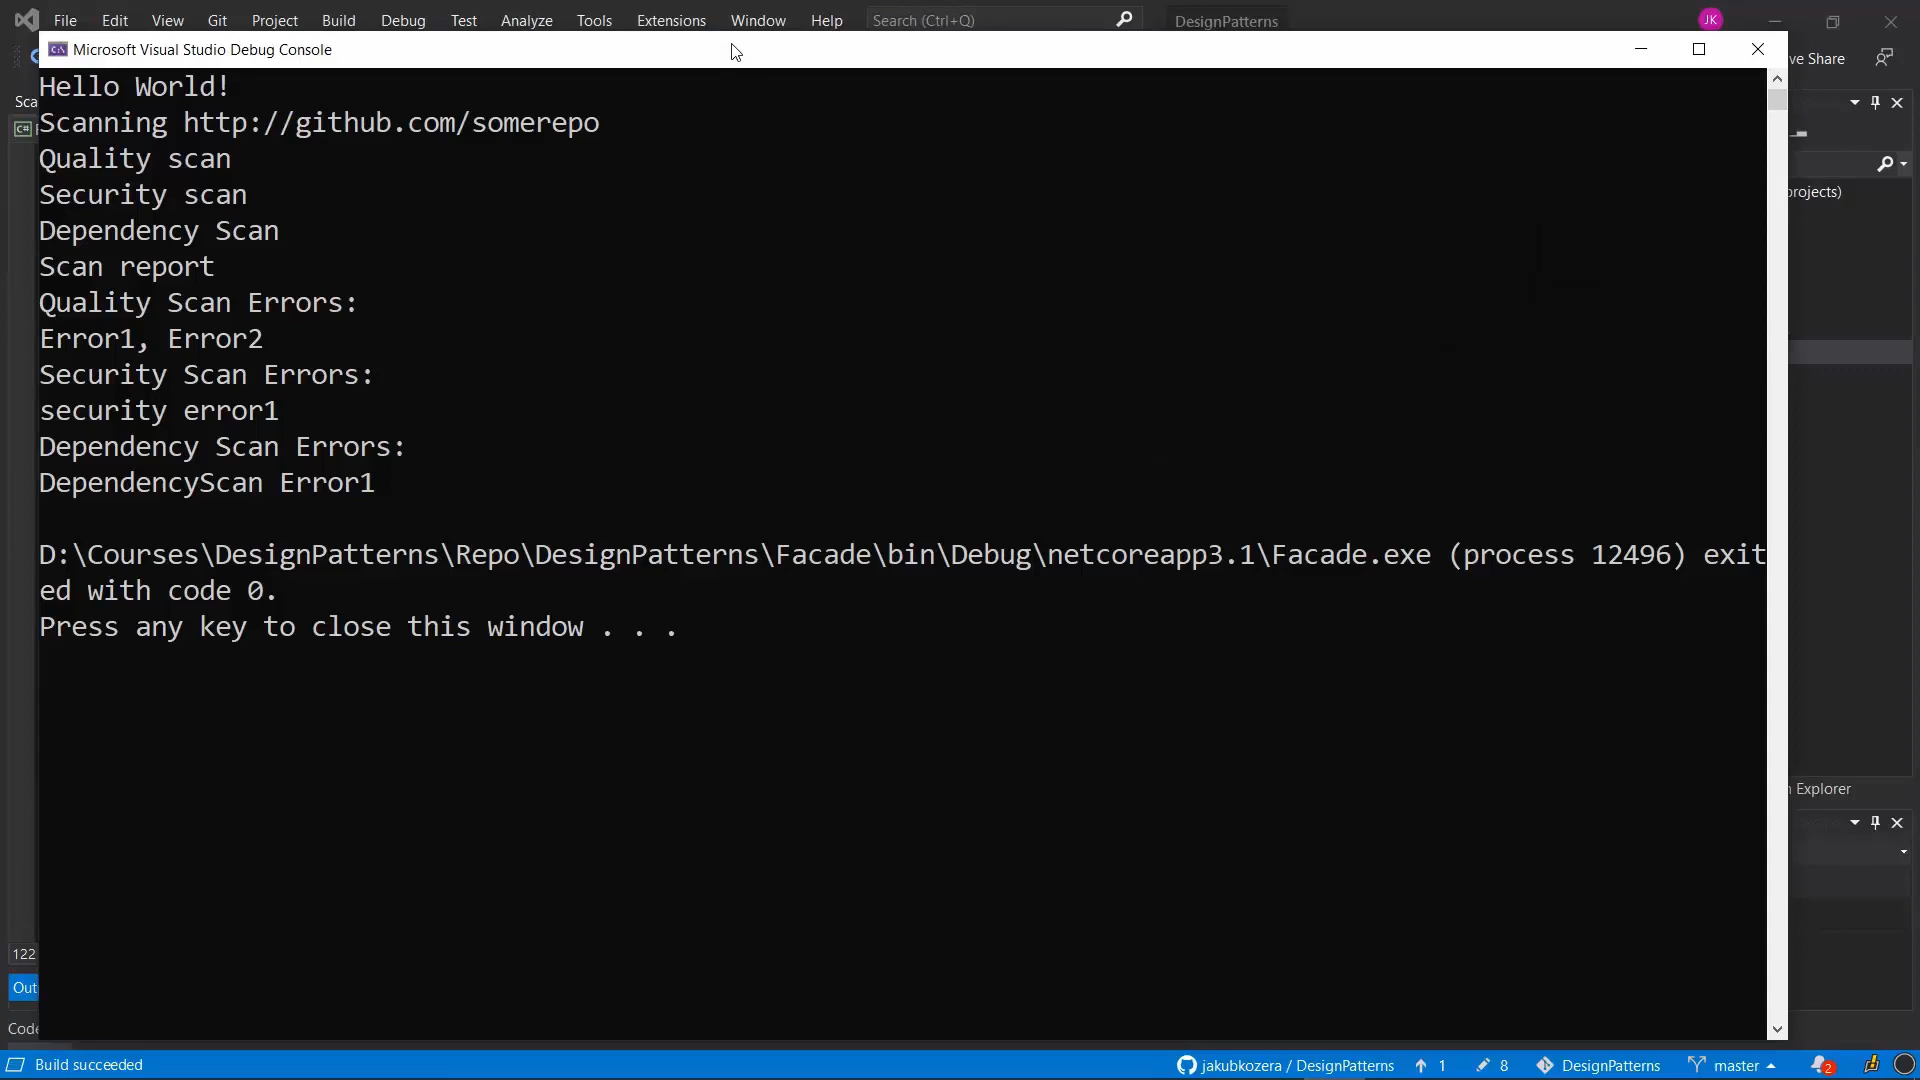 File Edit View Git Project Build Debug Test Analyze Tools Extensions Window Help Search (Ctrl+Q) DesignPatterns JK
Microsoft Visual Studio Debug Console
ve Share
Sca
Hello World!
Scanning http://github.com/somerepo
Quality scan
Security scan
projects)
Dependency Scan
Scan report
Quality Scan Errors:
Error1, Error2
Security Scan Errors:
security error1
Dependency Scan Errors:
DependencyScan Error1
D:\Courses\DesignPatterns\Repo\DesignPatterns\Facade\bin\Debug\netcoreapp3.1\Facade.exe (process 12496) exit
ed with code 0.
Press any key to close this window . . .
Explorer
122
Out
Code
Build succeeded jakubkozera / DesignPatterns 1 8 DesignPatterns master 2